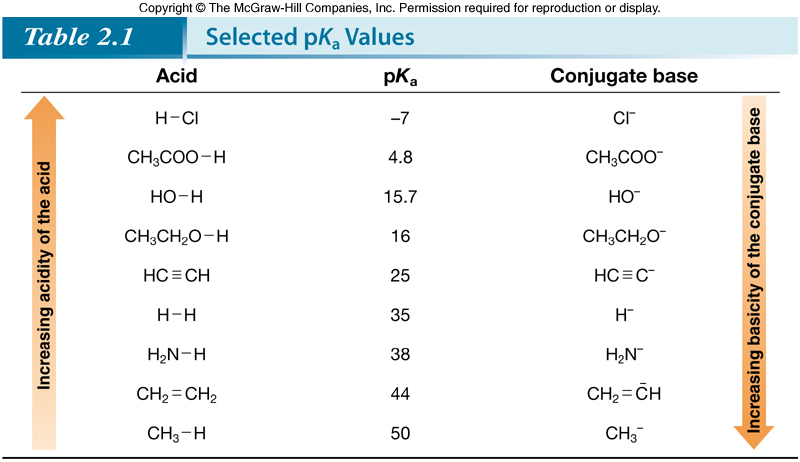 Copyright © The McGraw-Hill Companies, Inc. Permission required for reproduction or display.
Table 2.1 Selected pKₐ Values
Acid pKₐ Conjugate base
H–Cl –7 Cl⁻
CH₃COO–H 4.8 CH₃COO⁻
HO–H 15.7 HO⁻
CH₃CH₂O–H 16 CH₃CH₂O⁻
HC≡CH 25 HC≡C⁻
H–H 35 H⁻
H₂N–H 38 H₂N⁻
CH₂=CH₂ 44 CH₂=C̄H
CH₃–H 50 CH₃⁻
Increasing acidity of the acid
Increasing basicity of the conjugate base